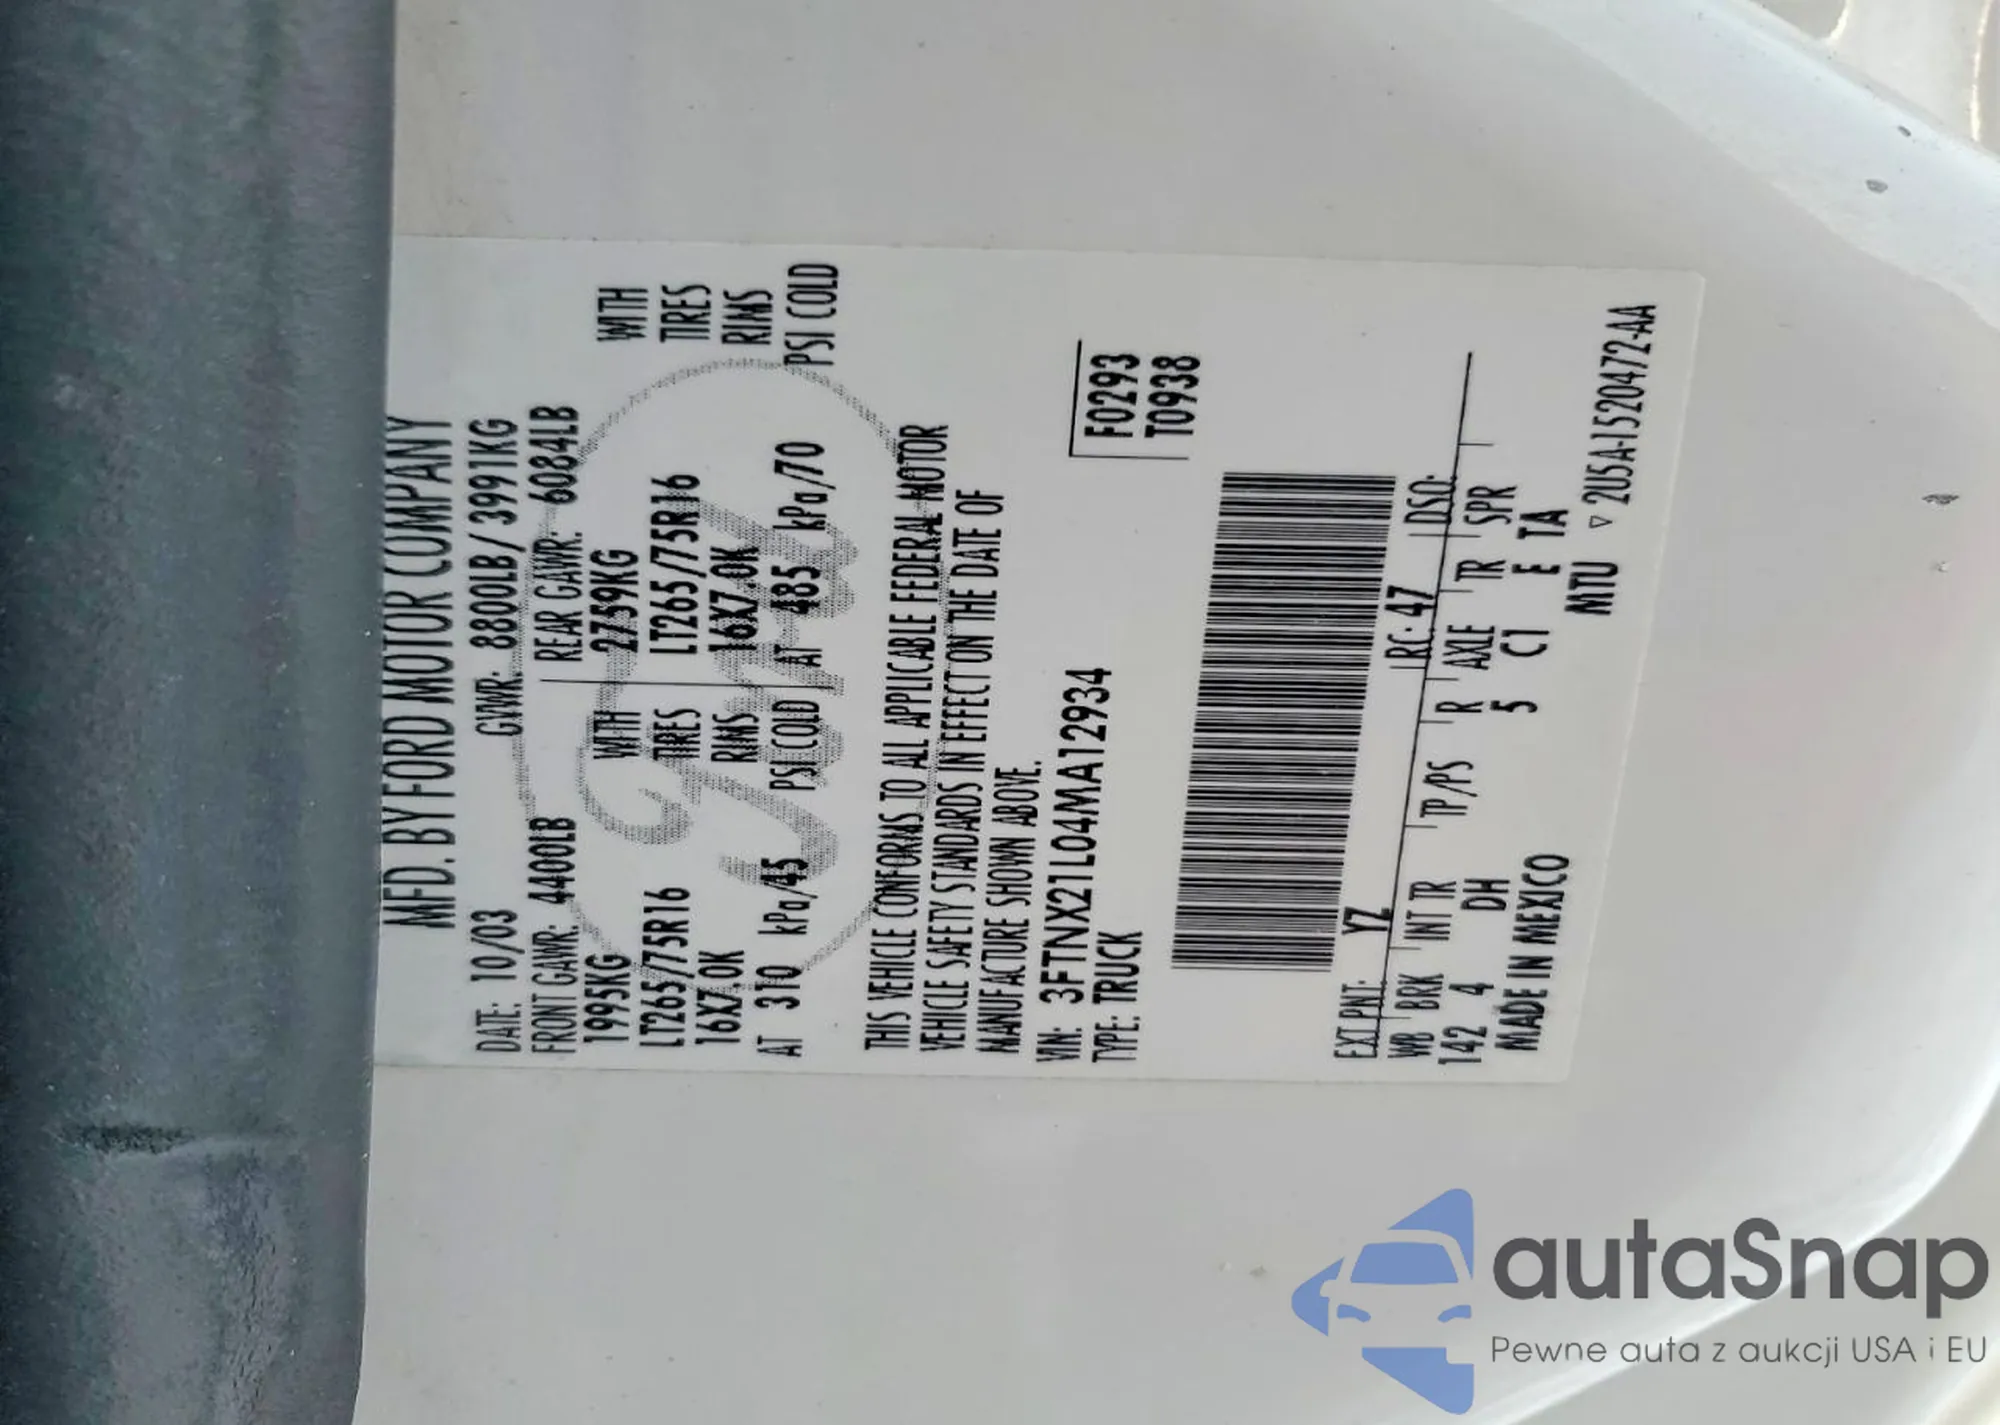 MFD. BY FORD MOTOR COMPANY
DATE: 10/03 GVWR: 8800LB/ 3991KG
FRONT GAWR: 4400LB REAR GAWR: 6084LB
1995KG WITH 2759KG WITH
LT265/75R16 TIRES LT265/75R16 TIRES
16X7.0K RIMS 16X7.0K RIMS
AT 310 kPa/45 PSI COLD AT 485 kPa/70 PSI COLD
THIS VEHICLE CONFORMS TO ALL APPLICABLE FEDERAL MOTOR
VEHICLE SAFETY STANDARDS IN EFFECT ON THE DATE OF
MANUFACTURE SHOWN ABOVE.
VIN: 3FTNX21L04MA12934
TYPE: TRUCK
F0293
T0938
EXT PNT: YZ RC: 47 DSO:
WB BRK INT TR TP/PS R AXLE TR SPR
142 4 DH 5 C1 E TA
MADE IN MEXICO MTU ▽ 2U5A-1520472-AA
Ford
autaSnap
Pewne auta z aukcji USA i EU